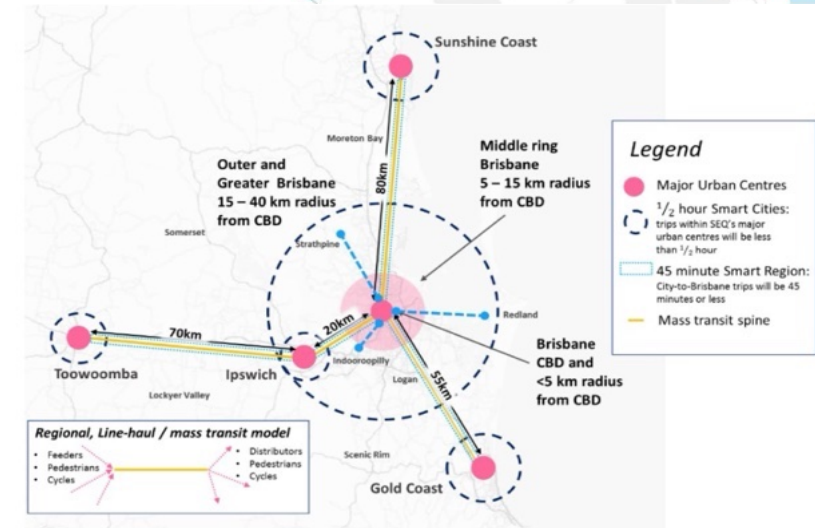 Sunshine Coast
Moreton Bay
Middle ring
Brisbane
5 – 15 km radius
from CBD
Outer and
Greater Brisbane
15 – 40 km radius
from CBD
80km
Somerset
Strathpine
Redland
70km
20km
Toowoomba
Ipswich
Indooroopilly
Lockyer Valley
Logan
55km
Brisbane
CBD and
<5 km radius
from CBD
Scenic Rim
Gold Coast
Legend
Major Urban Centres
1/2 hour Smart Cities:
trips within SEQ's major
urban centres will be less
than 1/2 hour
45 minute Smart Region:
City-to-Brisbane trips will be 45
minutes or less
Mass transit spine
Regional, Line-haul / mass transit model
• Feeders
• Pedestrians
• Cycles
• Distributors
• Pedestrians
• Cycles